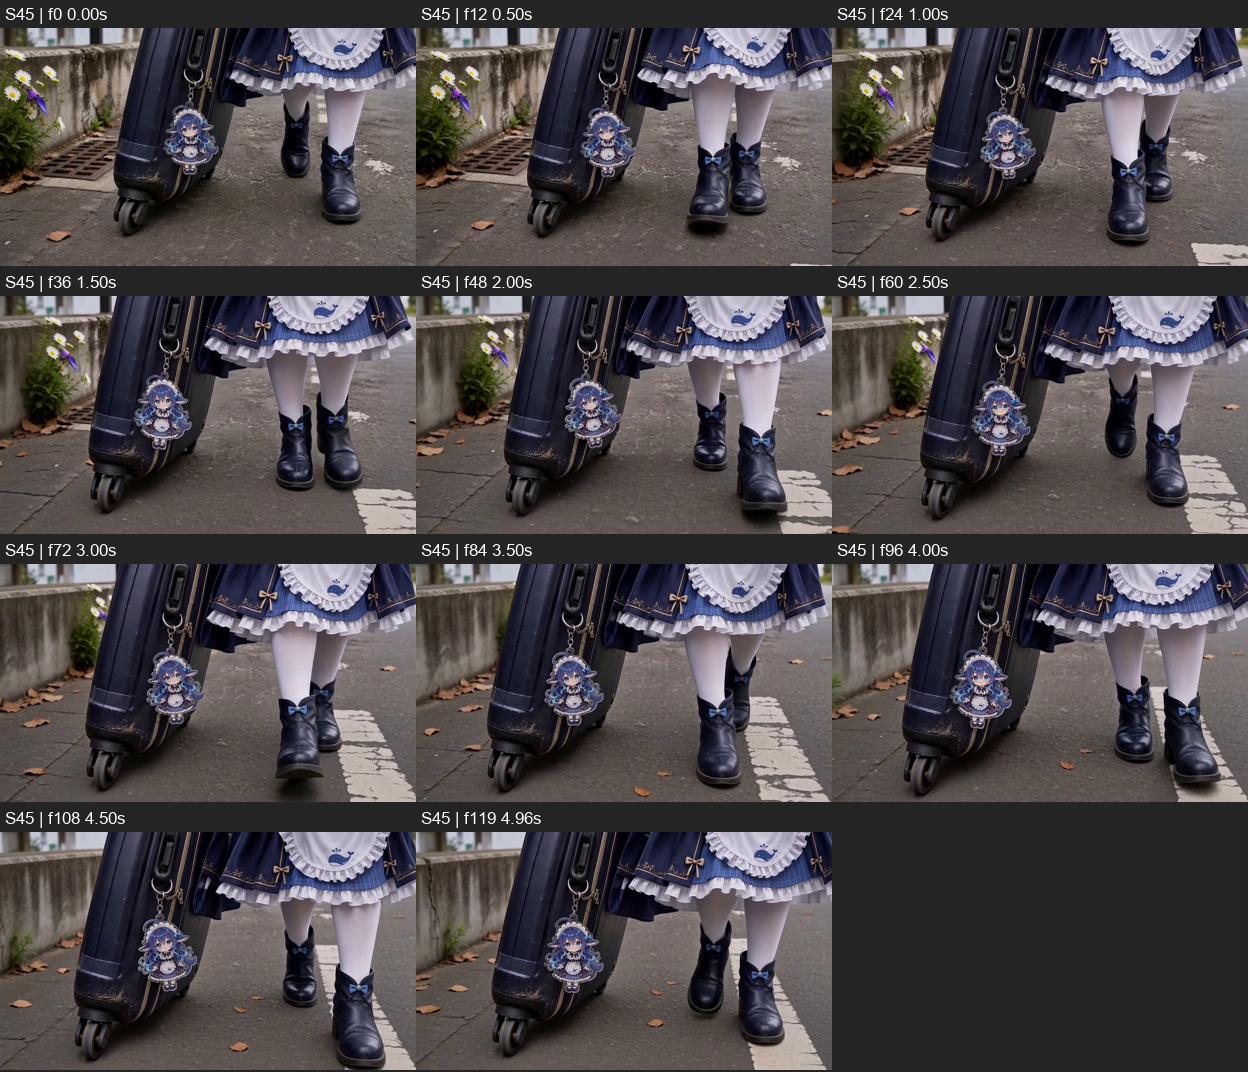 S45 | f0 0.00s
S45 | f12 0.50s
S45 | f24 1.00s
S45 | f36 1.50s
S45 | f48 2.00s
S45 | f60 2.50s
S45 | f72 3.00s
S45 | f84 3.50s
S45 | f96 4.00s
S45 | f108 4.50s
S45 | f119 4.96s